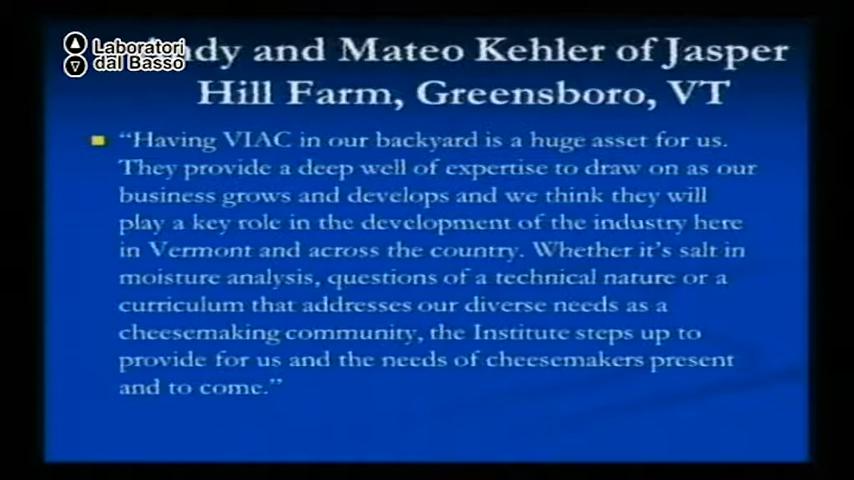 Laboratori
dal Basso
and Mateo Kehler of Jasper
Hill Farm, Greensboro, VT
“Having VIAC in our backyard is a huge asset for us.
They provide a deep well of expertise to draw on as our
business grows and develops and we think they will
play a key role in the development of the industry here
in Vermont and across the country. Whether it’s salt in
moisture analysis, questions of a technical nature or a
curriculum that addresses our diverse needs as a
cheesemaking community, the Institute steps up to
provide for us and the needs of cheesemakers present
and to come.”